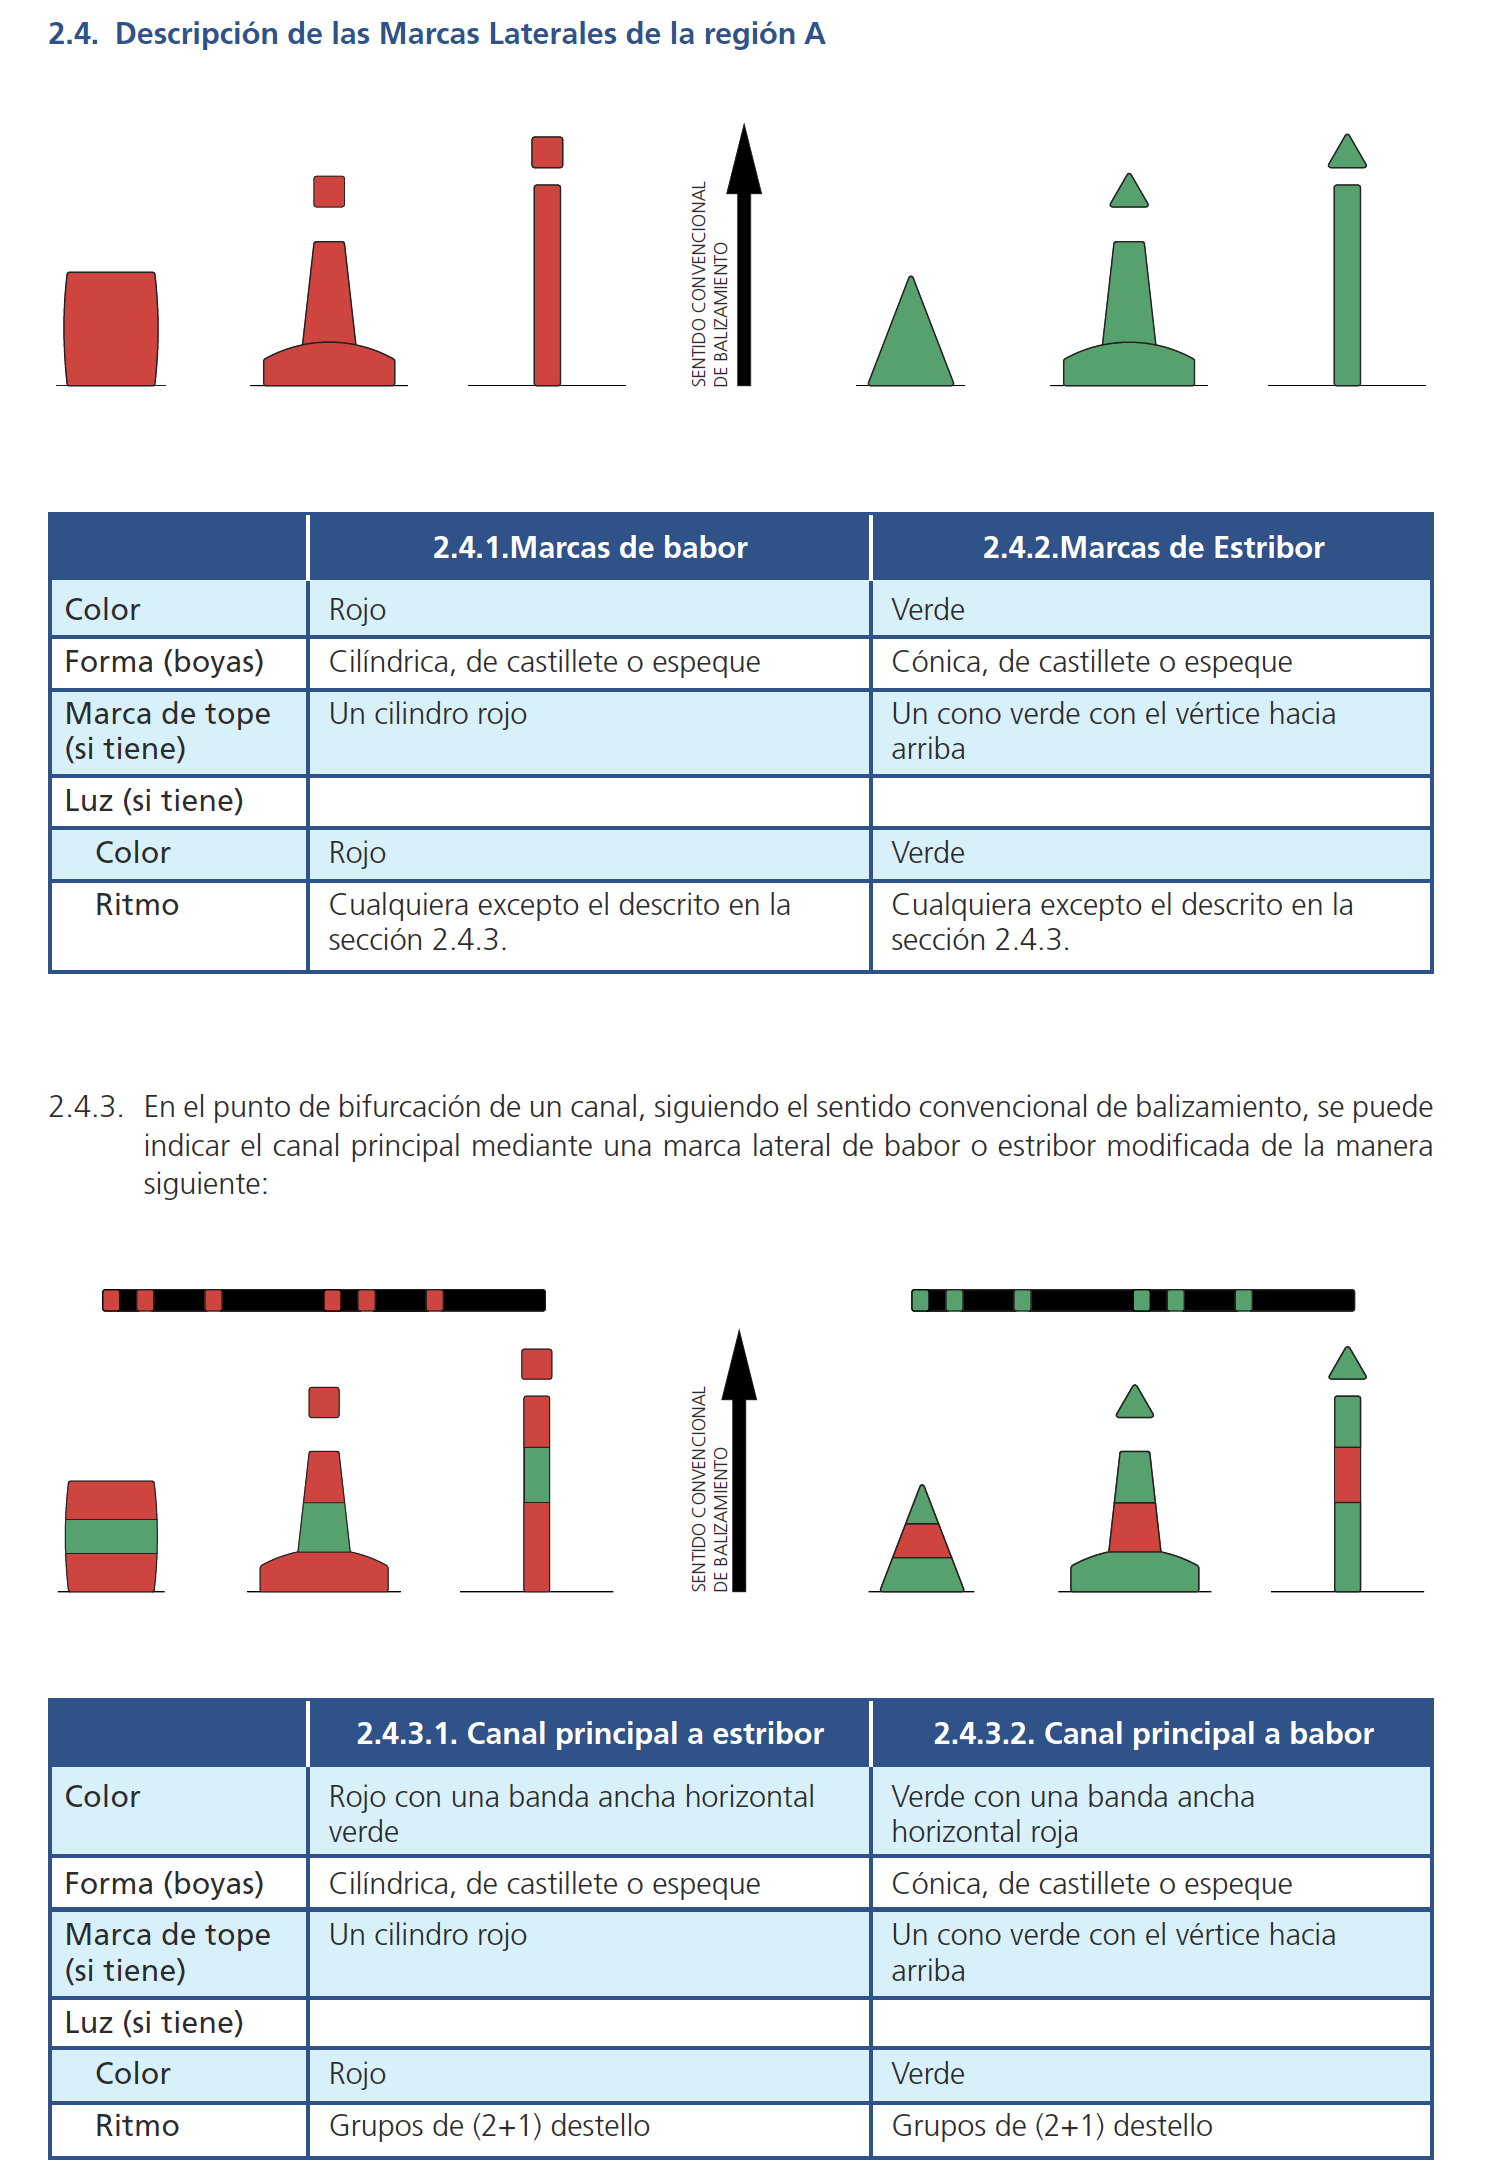 2.4. Descripción de las Marcas Laterales de la región A
SENTIDO CONVENCIONAL
DE BALIZAMIENTO
2.4.1.Marcas de babor
2.4.2.Marcas de Estribor
Color
Rojo
Verde
Forma (boyas)
Cilíndrica, de castillete o espeque
Cónica, de castillete o espeque
Marca de tope
(si tiene)
Un cilindro rojo
Un cono verde con el vértice hacia
arriba
Luz (si tiene)
Color
Rojo
Verde
Ritmo
Cualquiera excepto el descrito en la
sección 2.4.3.
Cualquiera excepto el descrito en la
sección 2.4.3.
2.4.3. En el punto de bifurcación de un canal, siguiendo el sentido convencional de balizamiento, se puede
indicar el canal principal mediante una marca lateral de babor o estribor modificada de la manera
siguiente:
SENTIDO CONVENCIONAL
DE BALIZAMIENTO
2.4.3.1. Canal principal a estribor
2.4.3.2. Canal principal a babor
Color
Rojo con una banda ancha horizontal
verde
Verde con una banda ancha
horizontal roja
Forma (boyas)
Cilíndrica, de castillete o espeque
Cónica, de castillete o espeque
Marca de tope
(si tiene)
Un cilindro rojo
Un cono verde con el vértice hacia
arriba
Luz (si tiene)
Color
Rojo
Verde
Ritmo
Grupos de (2+1) destello
Grupos de (2+1) destello